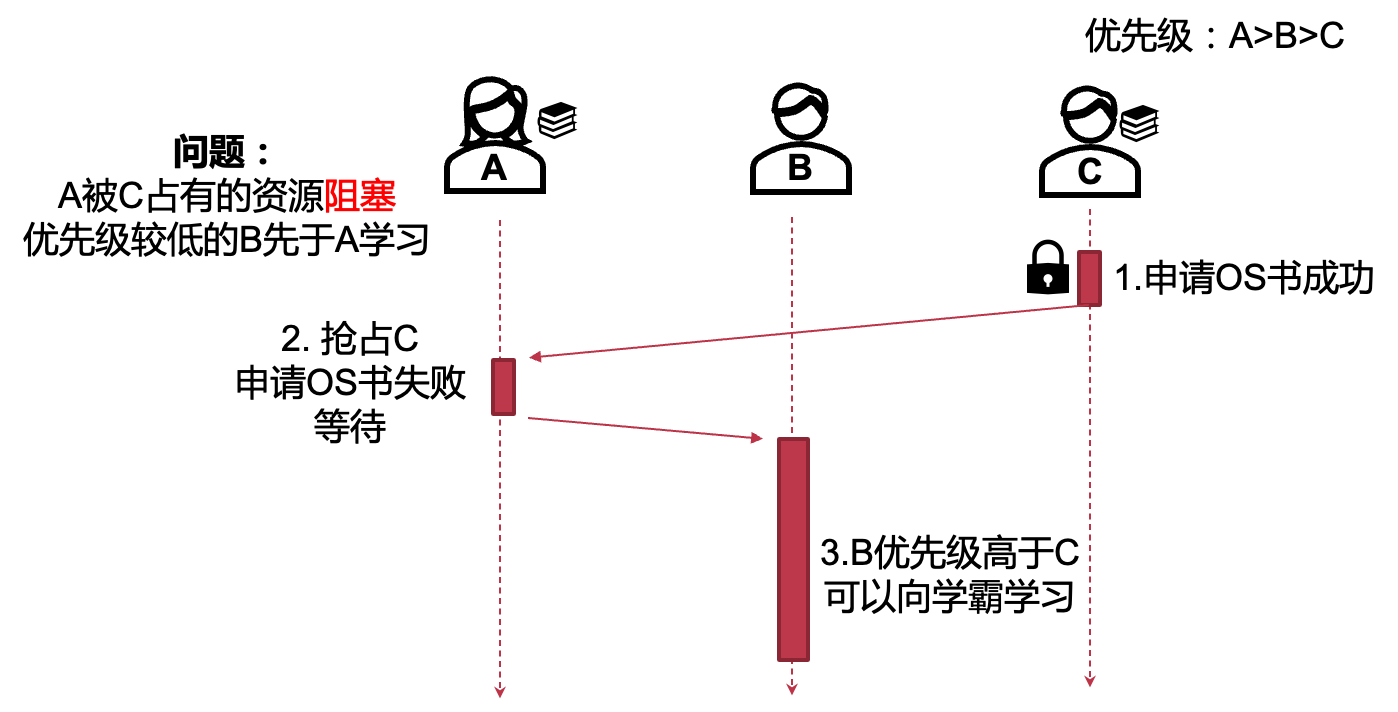 优先级：A>B>C
A
B
C
问题：
A被C占有的资源阻塞
优先级较低的B先于A学习
1.申请OS书成功
2. 抢占C
申请OS书失败
等待
3.B优先级高于C
可以向学霸学习